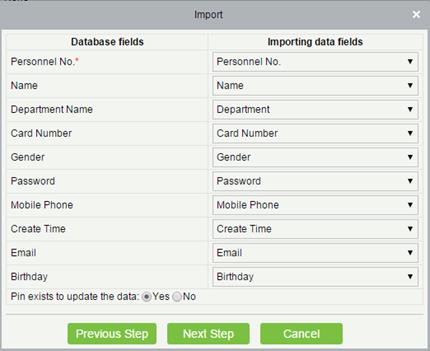 Import ×
Database fields Importing data fields
Personnel No.* Personnel No.
Name Name
Department Name Department
Card Number Card Number
Gender Gender
Password Password
Mobile Phone Mobile Phone
Create Time Create Time
Email Email
Birthday Birthday
Pin exists to update the data: Yes No
Previous Step Next Step Cancel